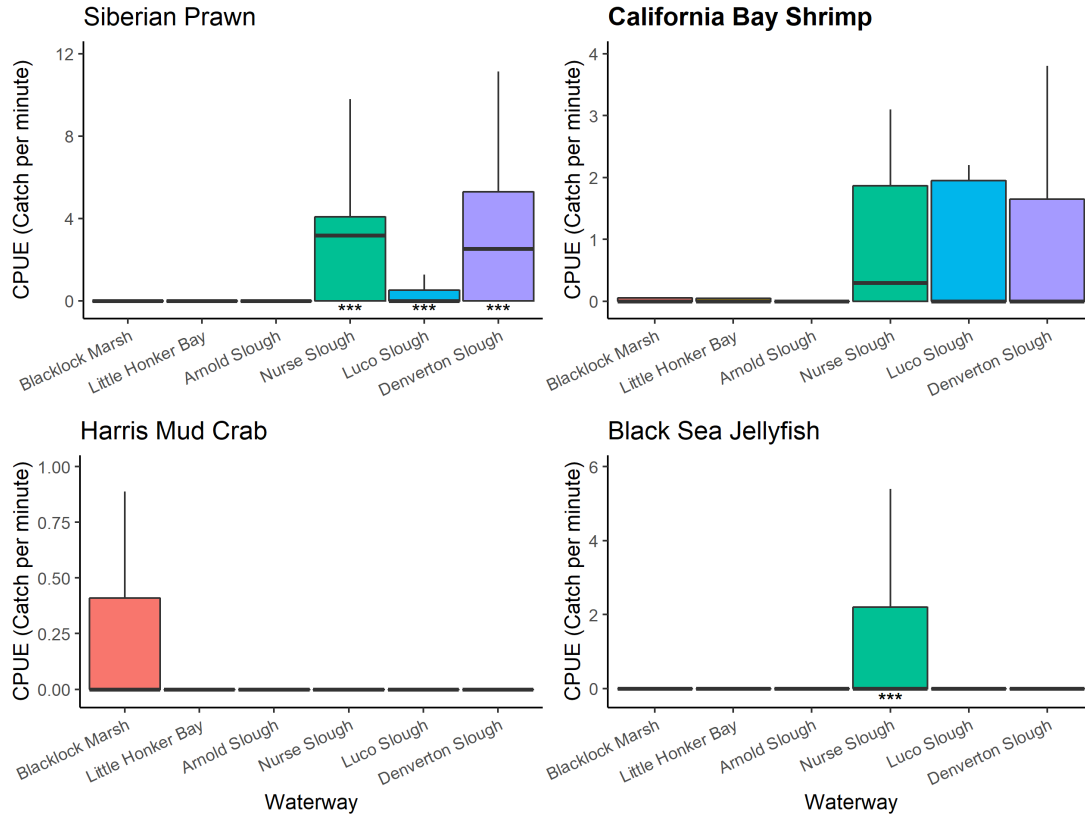 Siberian Prawn
CPUE (Catch per minute)
12
8
4
0
***
***
***
Blacklock Marsh
Little Honker Bay
Arnold Slough
Nurse Slough
Luco Slough
Denverton Slough
California Bay Shrimp
CPUE (Catch per minute)
4
3
2
1
0
Blacklock Marsh
Little Honker Bay
Arnold Slough
Nurse Slough
Luco Slough
Denverton Slough
Harris Mud Crab
CPUE (Catch per minute)
1.00
0.75
0.50
0.25
0.00
Blacklock Marsh
Little Honker Bay
Arnold Slough
Nurse Slough
Luco Slough
Denverton Slough
Waterway
Black Sea Jellyfish
CPUE (Catch per minute)
6
4
2
0
***
Blacklock Marsh
Little Honker Bay
Arnold Slough
Nurse Slough
Luco Slough
Denverton Slough
Waterway